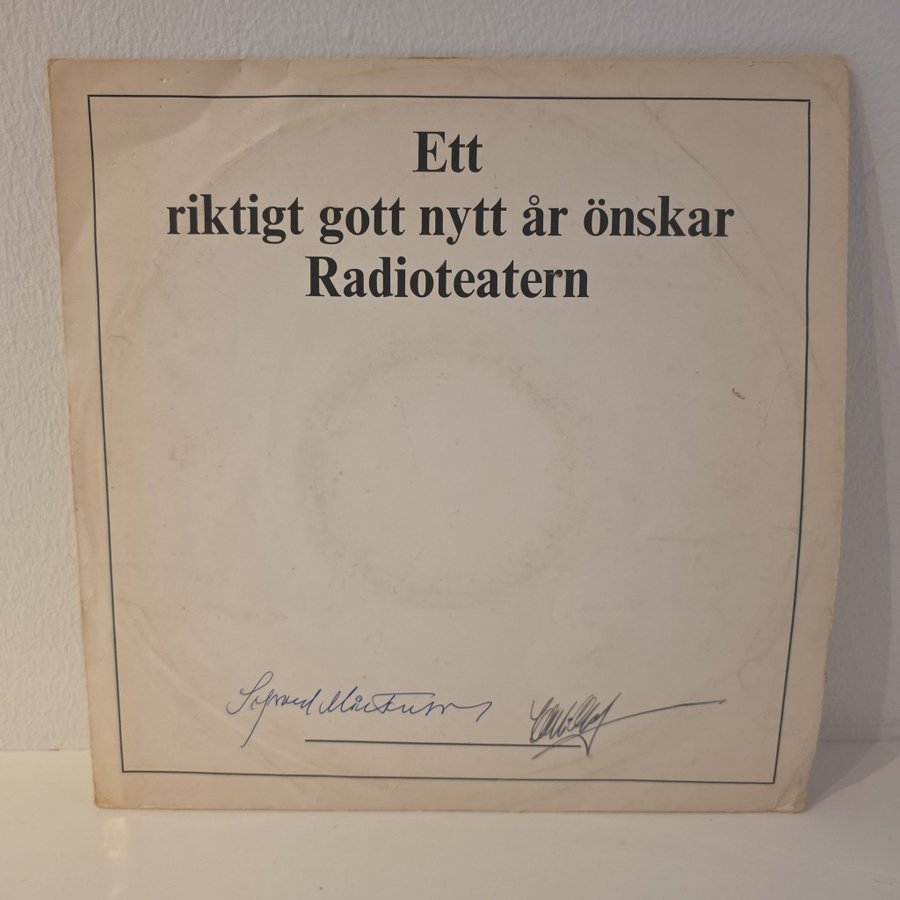 Ett
riktigt gott nytt år önskar
Radioteatern